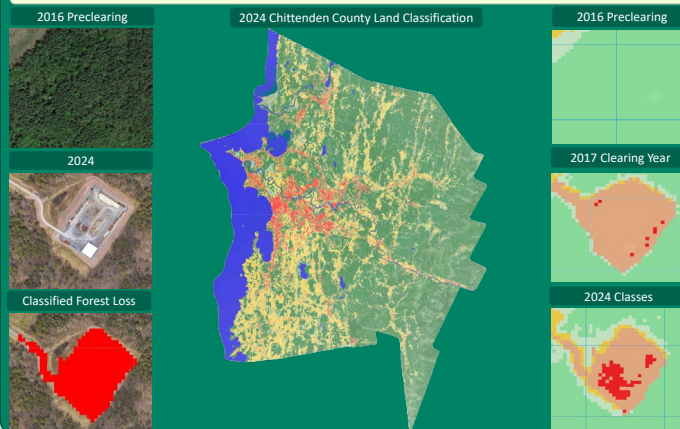 2016 Preclearing
2024 Chittenden County Land Classification
2016 Preclearing
2024
2017 Clearing Year
Classified Forest Loss
2024 Classes